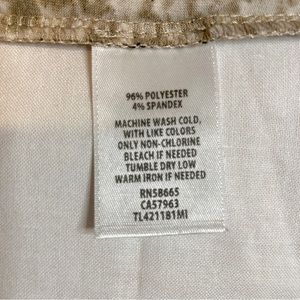 96% POLYESTER
4% SPANDEX
MACHINE WASH COLD,
WITH LIKE COLORS
ONLY NON-CHLORINE
BLEACH IF NEEDED
TUMBLE DRY LOW
WARM IRON IF NEEDED
RN58665
CA57963
TL421181MI